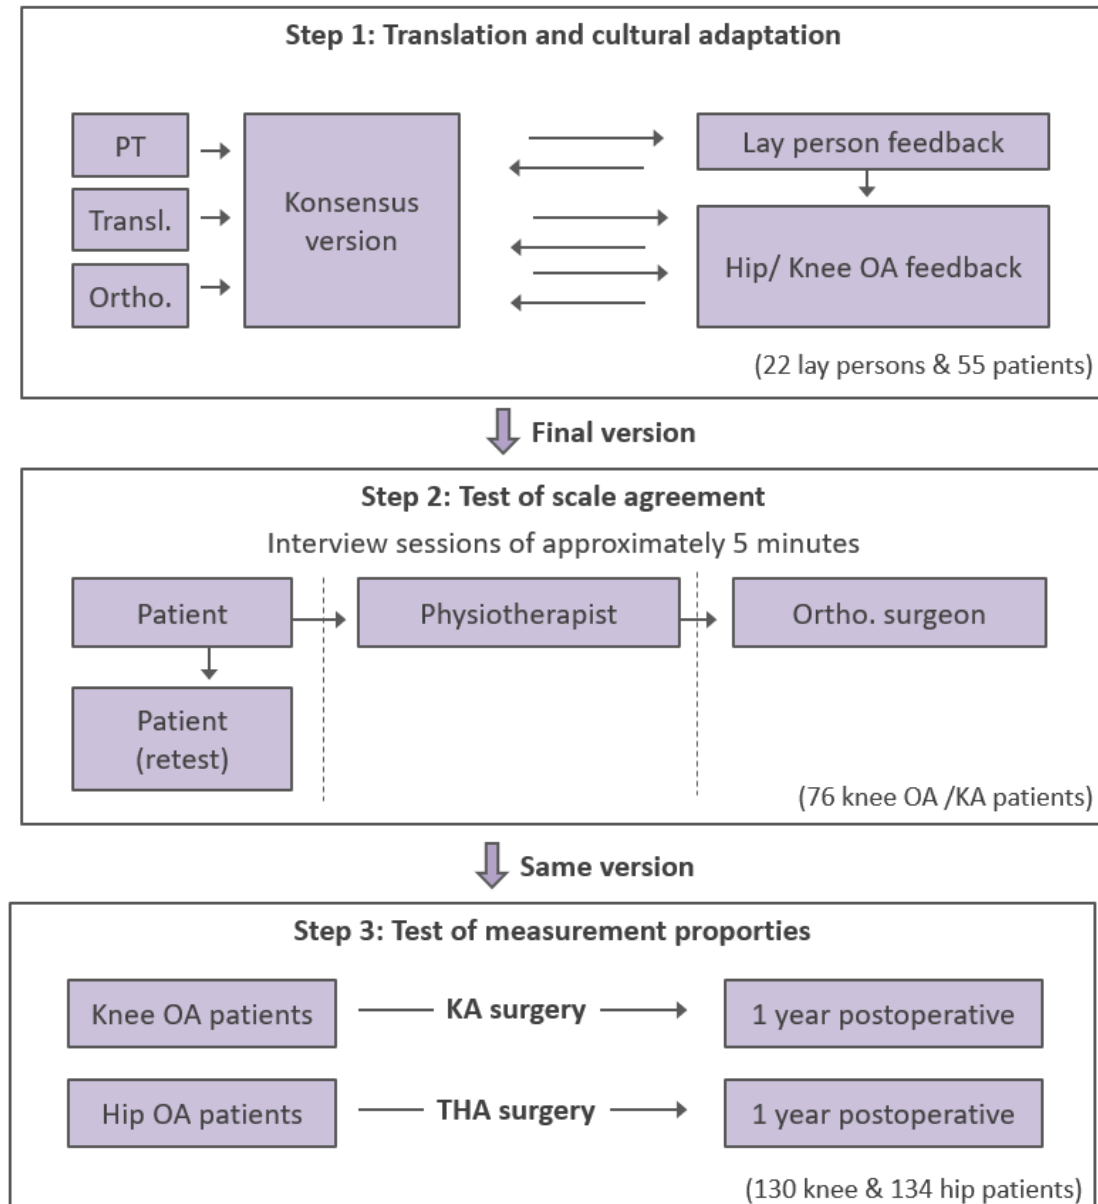 Step 1: Translation and cultural adaptation
PT
Transl.
Ortho.
Konsensus
version
Lay person feedback
Hip/ Knee OA feedback
(22 lay persons & 55 patients)
Final version
Step 2: Test of scale agreement
Interview sessions of approximately 5 minutes
Patient
Physiotherapist
Ortho. surgeon
Patient
(retest)
(76 knee OA /KA patients)
Same version
Step 3: Test of measurement proporties
Knee OA patients
KA surgery
1 year postoperative
Hip OA patients
THA surgery
1 year postoperative
(130 knee & 134 hip patients)